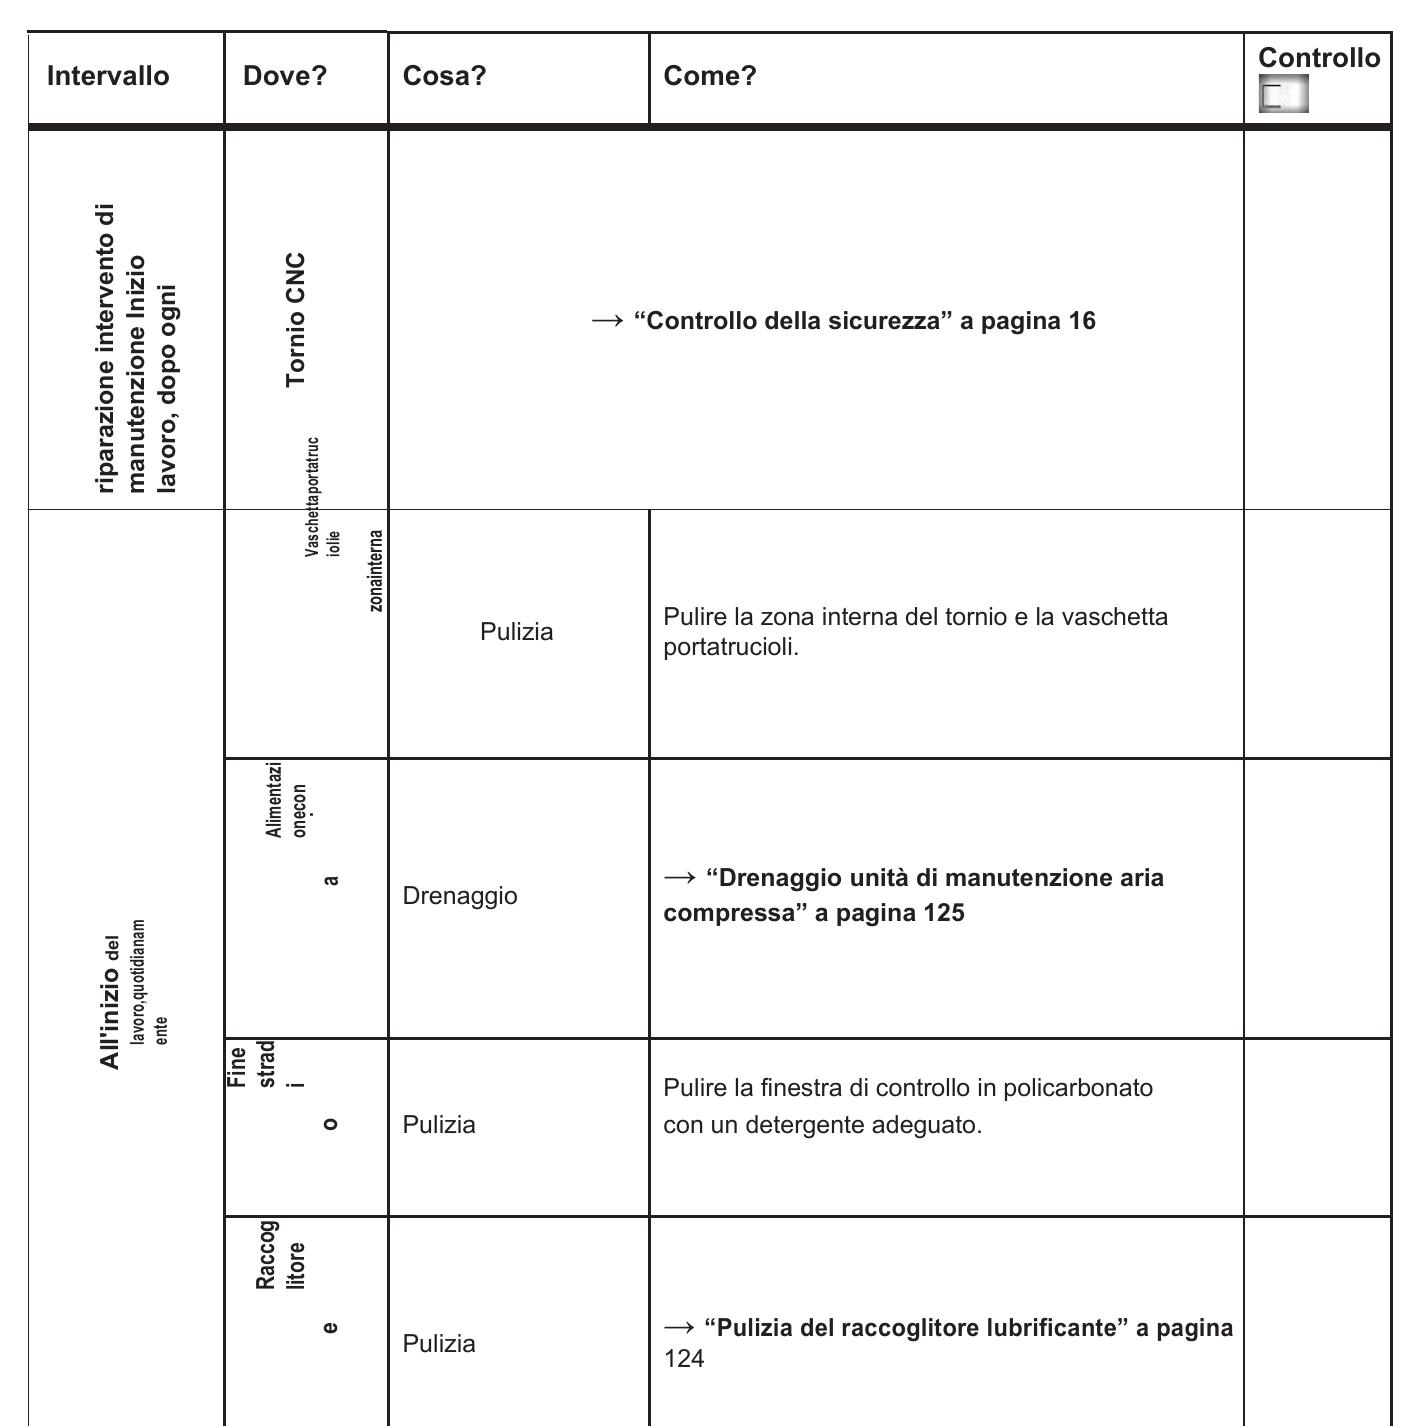 Intervallo
Dove?
Cosa?
Come?
Controllo
riparazione intervento di
manutenzione Inizio
lavoro, dopo ogni
Tornio CNC
→ “Controllo della sicurezza” a pagina 16
All'inizio del
lavoro,quotidianam
ente
Vaschettaportatruc
iolie
zonainterna
Pulizia
Pulire la zona interna del tornio e la vaschetta
portatrucioli.
Alimentazi
onecon
a
Drenaggio
→ “Drenaggio unità di manutenzione aria
compressa” a pagina 125
Fine
strad
i
o
Pulizia
Pulire la finestra di controllo in policarbonato
con un detergente adeguato.
Raccog
litore
e
Pulizia
→ “Pulizia del raccoglitore lubrificante” a pagina
124